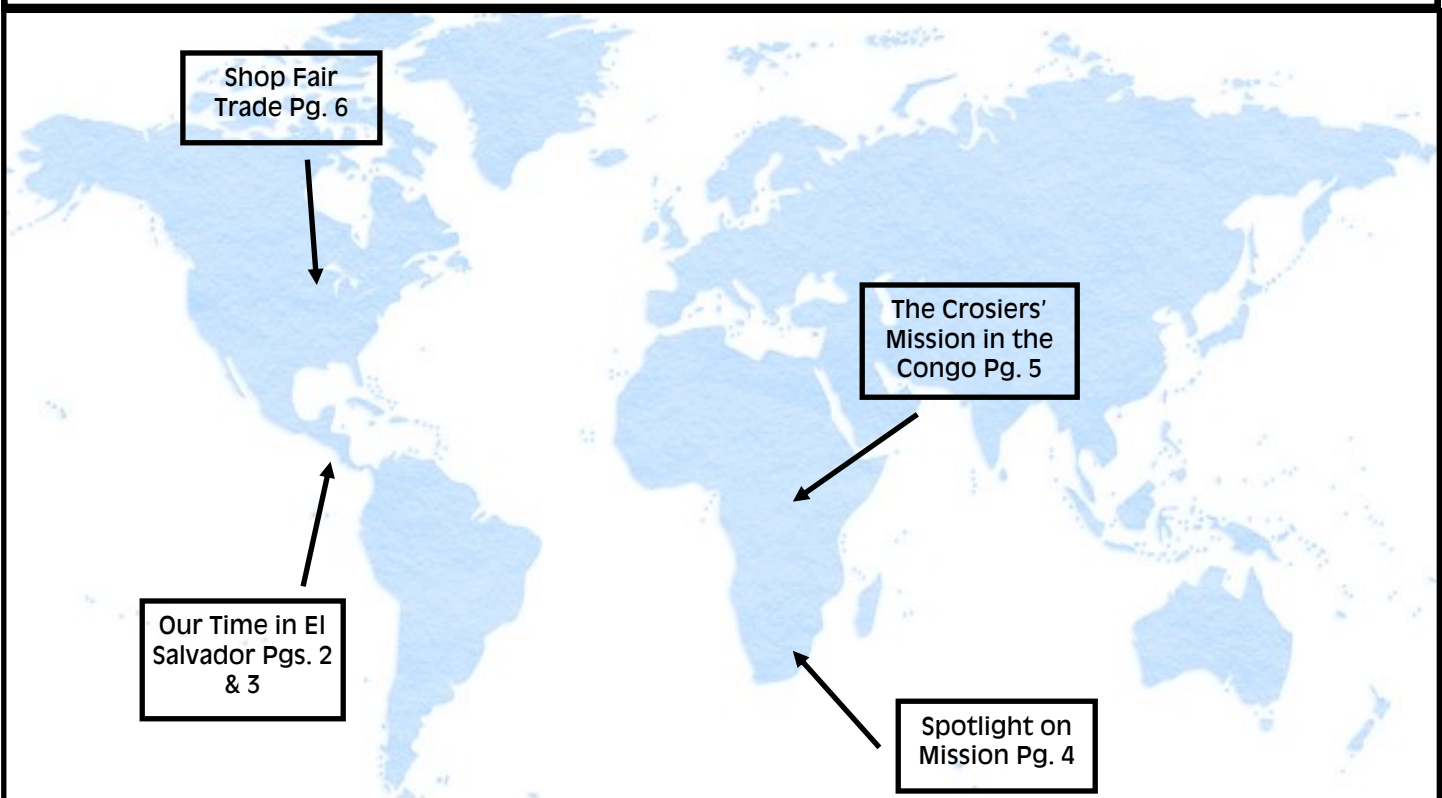 Shop Fair
Trade Pg. 6
The Crosiers’
Mission in the
Congo Pg. 5
Our Time in El
Salvador Pgs. 2
& 3
Spotlight on
Mission Pg. 4